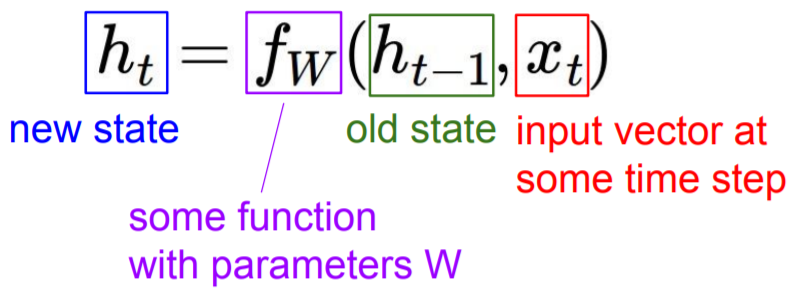 h_t = f_W(h_{t-1}, x_t)
new state
old state
input vector at
some time step
some function
with parameters W